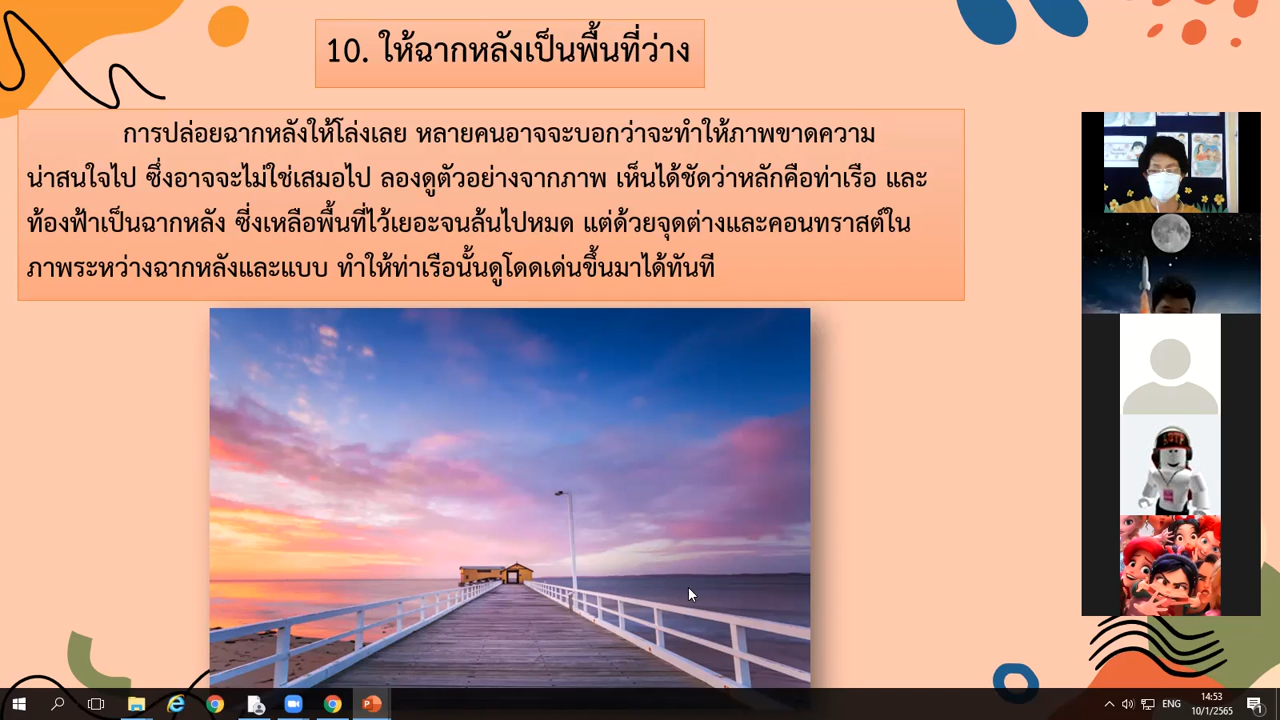 10. ให้ฉากหลังเป็นพื้นที่ว่าง
การปล่อยฉากหลังให้โล่งเลย หลายคนอาจจะบอกว่าจะทำให้ภาพขาดความ
น่าสนใจไป ซึ่งอาจจะไม่ใช่เสมอไป ลองดูตัวอย่างจากภาพ เห็นได้ชัดว่าหลักคือท่าเรือ และ
ท้องฟ้าเป็นฉากหลัง ซี่งเหลือพื้นที่ไว้เยอะจนล้นไปหมด แต่ด้วยจุดต่างและคอนทราสต์ใน
ภาพระหว่างฉากหลังและแบบ ทำให้ท่าเรือนั้นดูโดดเด่นขึ้นมาได้ทันที
ENG
14:53
10/1/2565